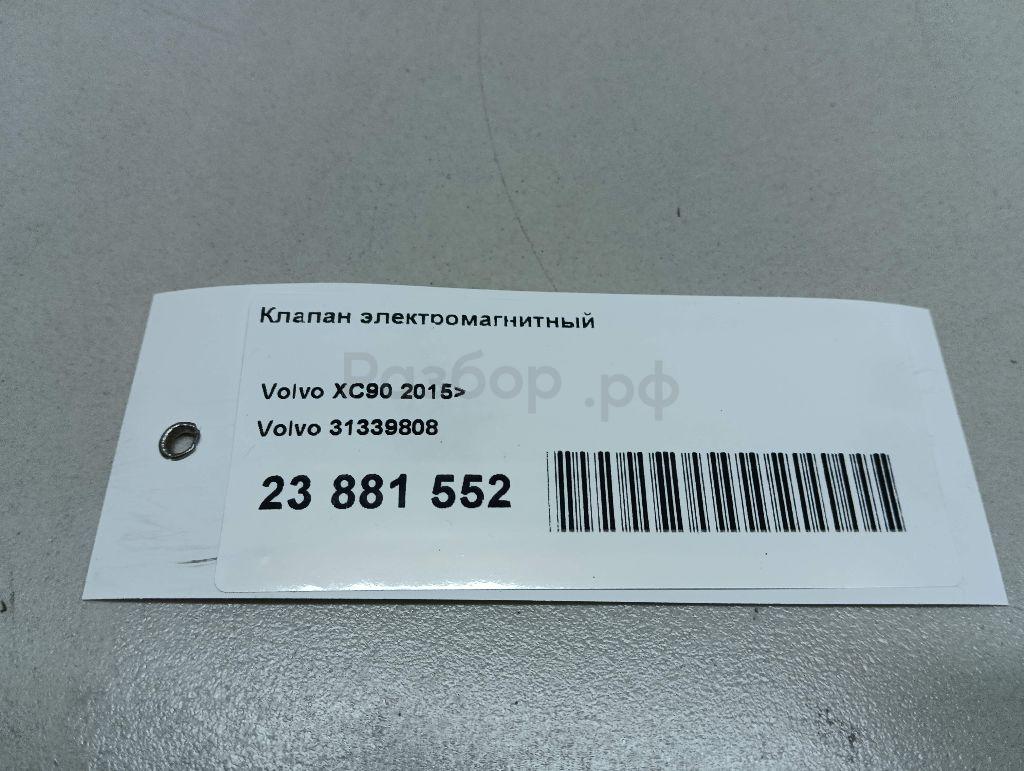 Клапан электромагнитный
Разбор.рф
Volvo XC90 2015>
Volvo 31339808
23 881 552